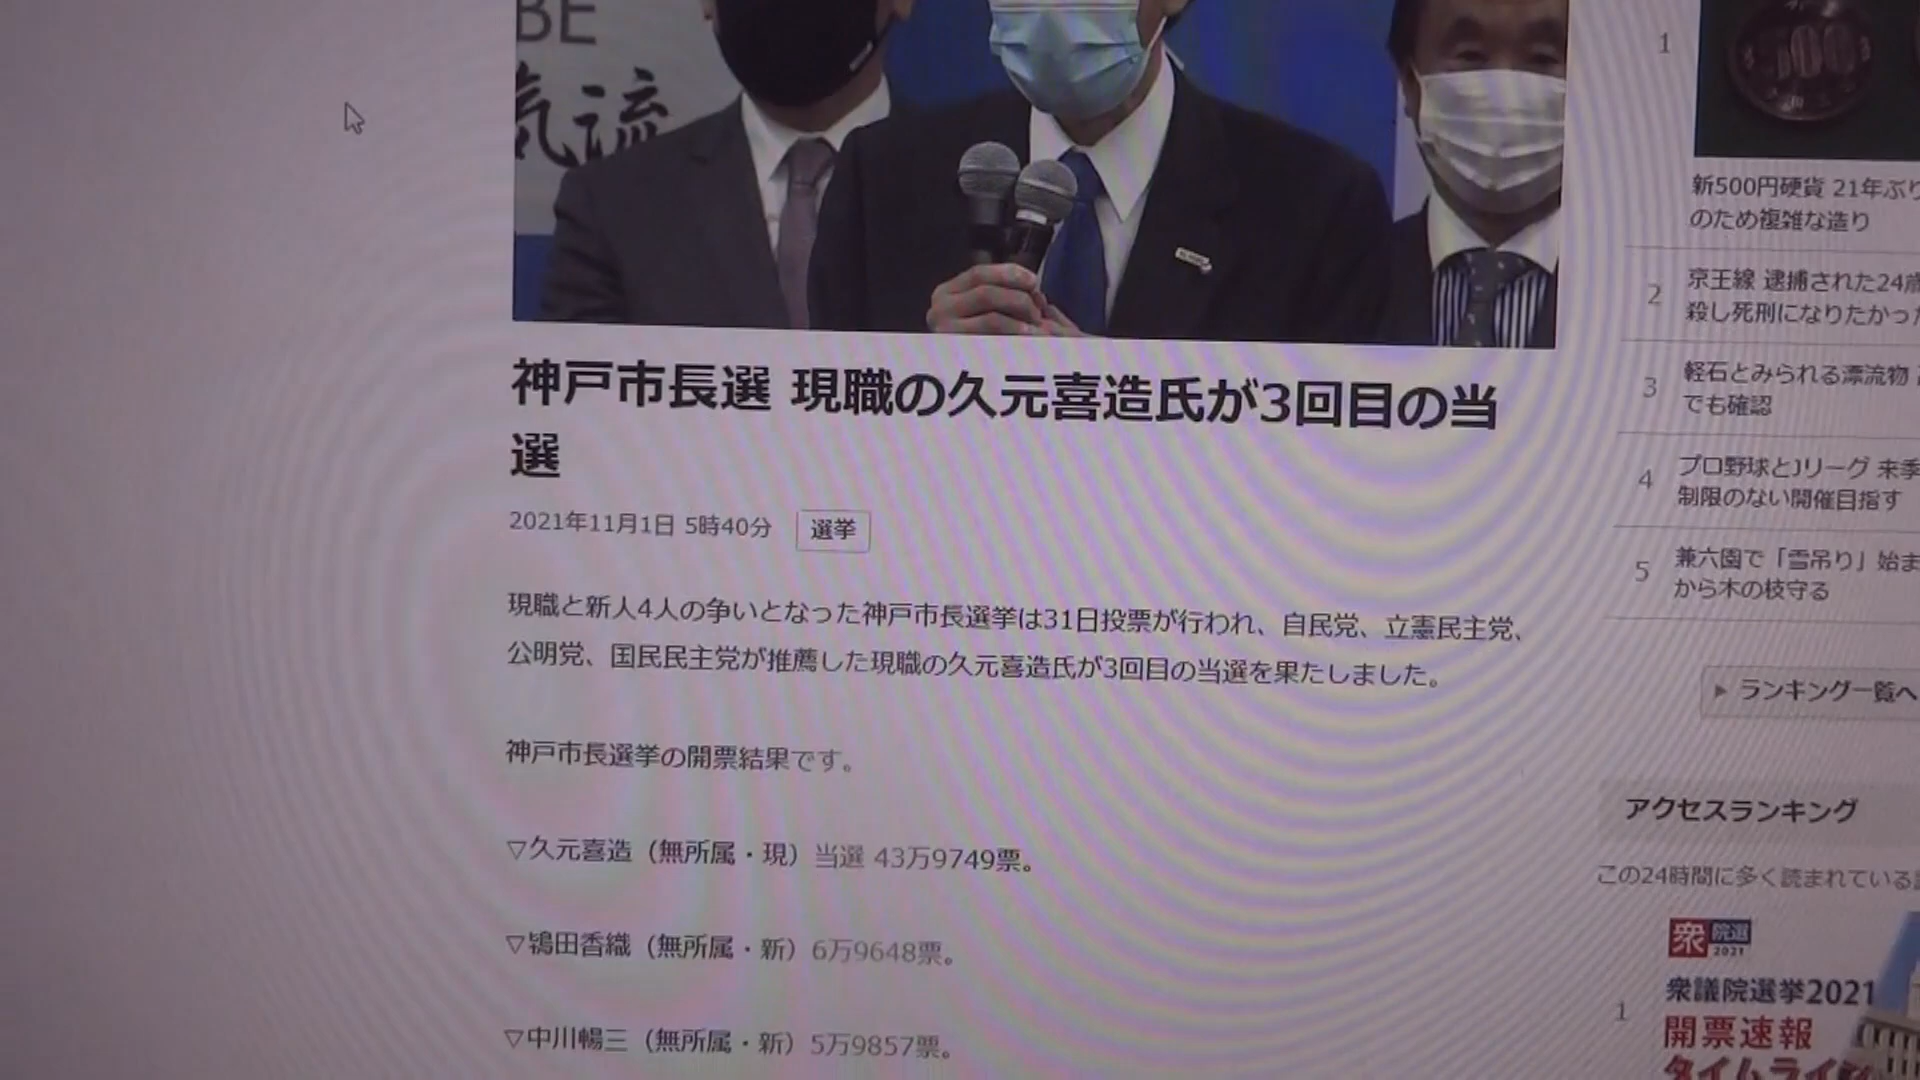 BE
気流
神戸市長選 現職の久元喜造氏が3回目の当
選
2021年11月1日 5時40分
選挙
現職と新人4人の争いとなった神戸市長選挙は31日投票が行われ、自民党、立憲民主党、
公明党、国民民主党が推薦した現職の久元喜造氏が3回目の当選を果たしました。
神戸市長選挙の開票結果です。
▽久元喜造（無所属・現）当選 43万9749票。
▽鴇田香織（無所属・新）6万9648票。
▽中川暢三（無所属・新）5万9857票。
1
新500円硬貨 21年ぶり
のため複雑な造り
2
京王線 逮捕された24歳
殺し死刑になりたかった
3
軽石とみられる漂流物
でも確認
4
プロ野球とJリーグ 来季
制限のない開催目指す
5
兼六園で「雪吊り」始ま
から木の枝守る
▶ ランキング一覧へ
アクセスランキング
この24時間に多く読まれている
1
衆 院選
2021
衆議院選挙2021
開票速報
タイムライン